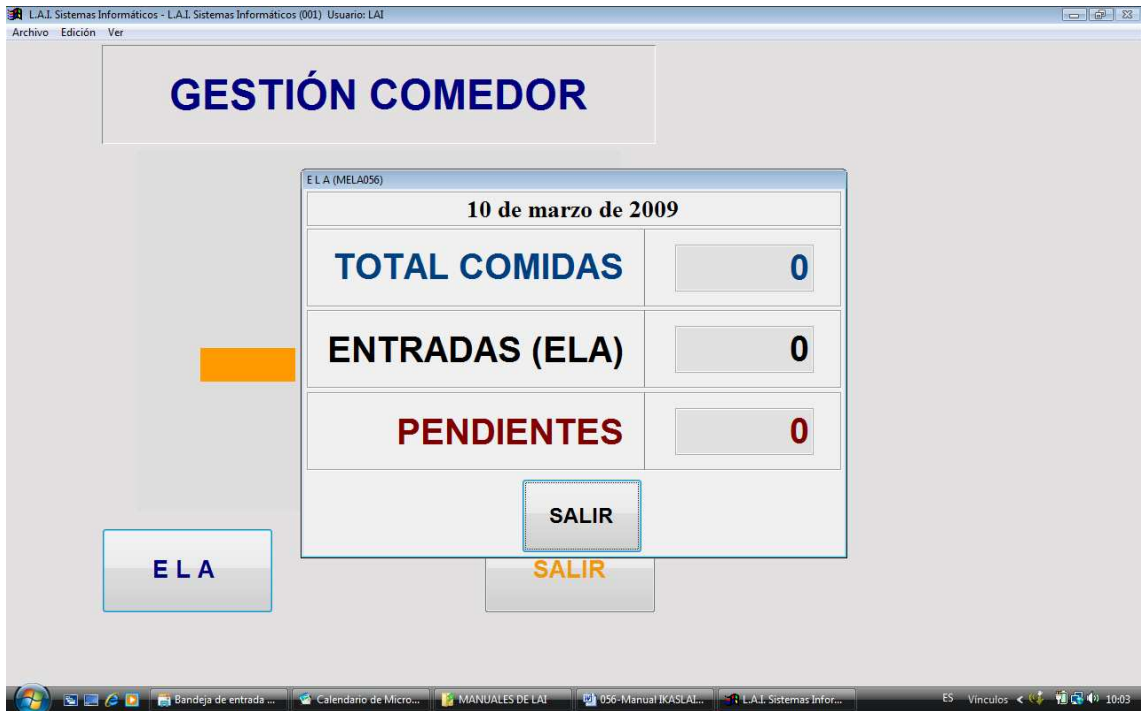 L.A.I. Sistemas Informáticos - L.A.I. Sistemas Informáticos (001) Usuario: LAI
Archivo Edición Ver
GESTIÓN COMEDOR
E L A (MELA056)
10 de marzo de 2009
TOTAL COMIDAS 0
ENTRADAS (ELA) 0
PENDIENTES 0
SALIR
E L A
SALIR
Bandeja de entrada ... Calendario de Micro... MANUALES DE LAI 056-Manual IKASLAI... L.A.I. Sistemas Infor... ES Vínculos < 10:03